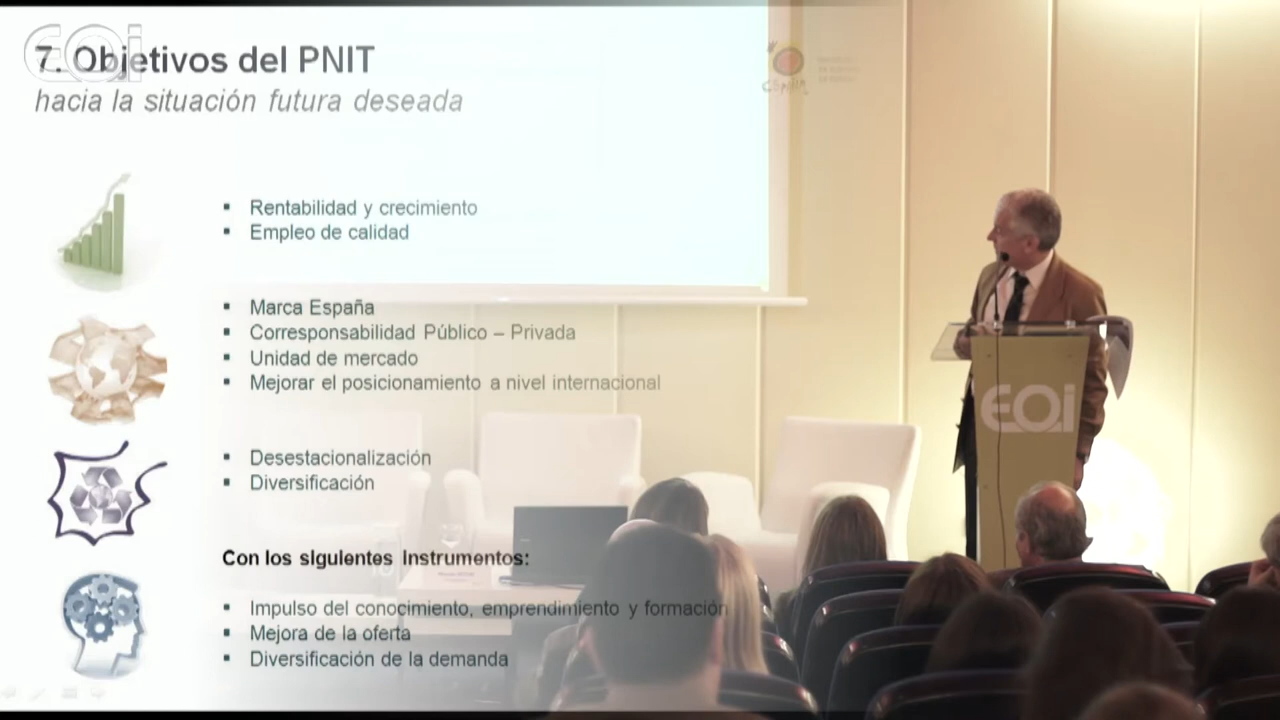 EOi
7. Objetivos del PNIT
hacia la situación futura deseada
España
▪ Rentabilidad y crecimiento
▪ Empleo de calidad
▪ Marca España
▪ Corresponsabilidad Público – Privada
▪ Unidad de mercado
▪ Mejorar el posicionamiento a nivel internacional
EOi
▪ Desestacionalización
▪ Diversificación
Con los siguientes instrumentos:
▪ Impulso del conocimiento, emprendimiento y formación
▪ Mejora de la oferta
▪ Diversificación de la demanda